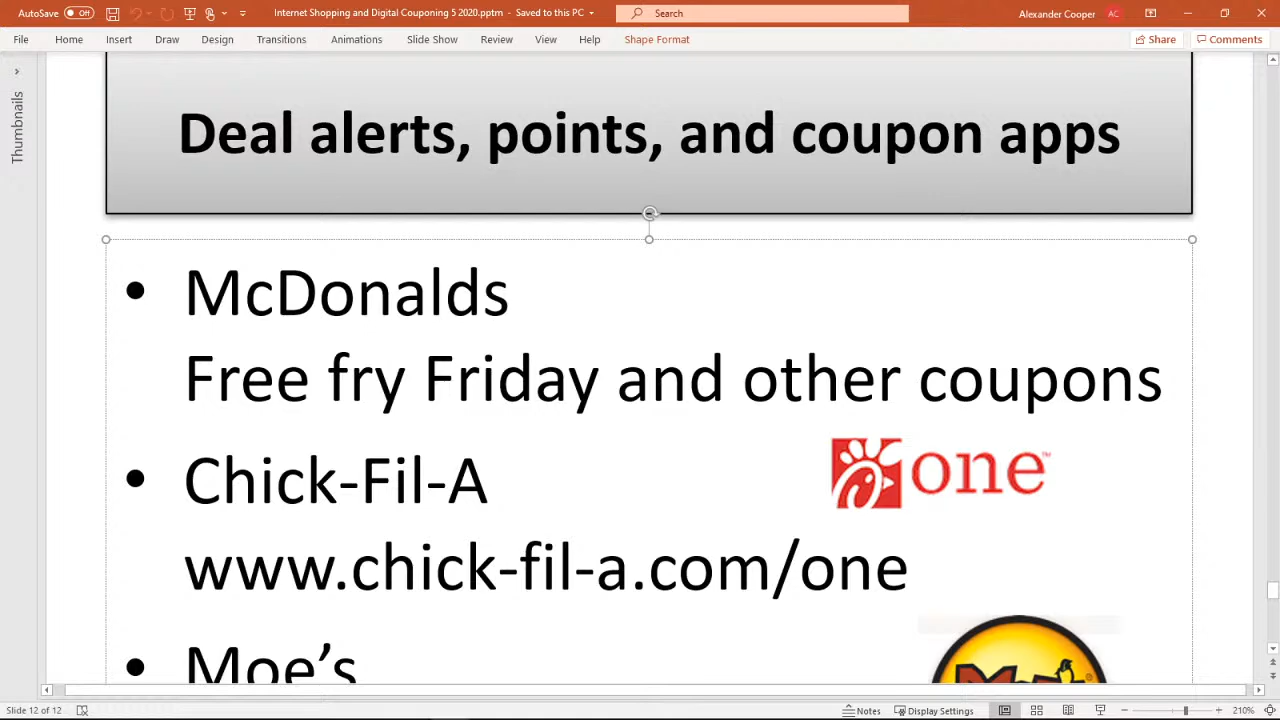 AutoSave Off
Internet Shopping and Digital Couponing 5 2020.pptm - Saved to this PC
Search
Alexander Cooper AC
File Home Insert Draw Design Transitions Animations Slide Show Review View Help Shape Format Share Comments
Thumbnails
Deal alerts, points, and coupon apps
• McDonalds
Free fry Friday and other coupons
• Chick-Fil-A
one™
www.chick-fil-a.com/one
• Moe's
Moe's
Slide 12 of 12 Notes Display Settings 210%